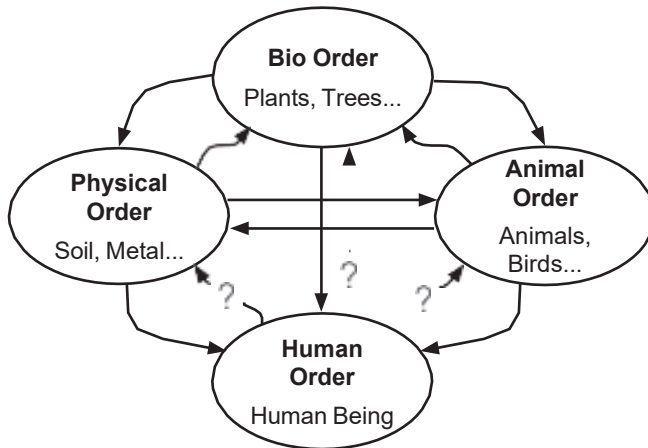 Bio Order
Plants, Trees...
Physical
Order
Soil, Metal...
Animal
Order
Animals,
Birds...
?
?
?
Human
Order
Human Being